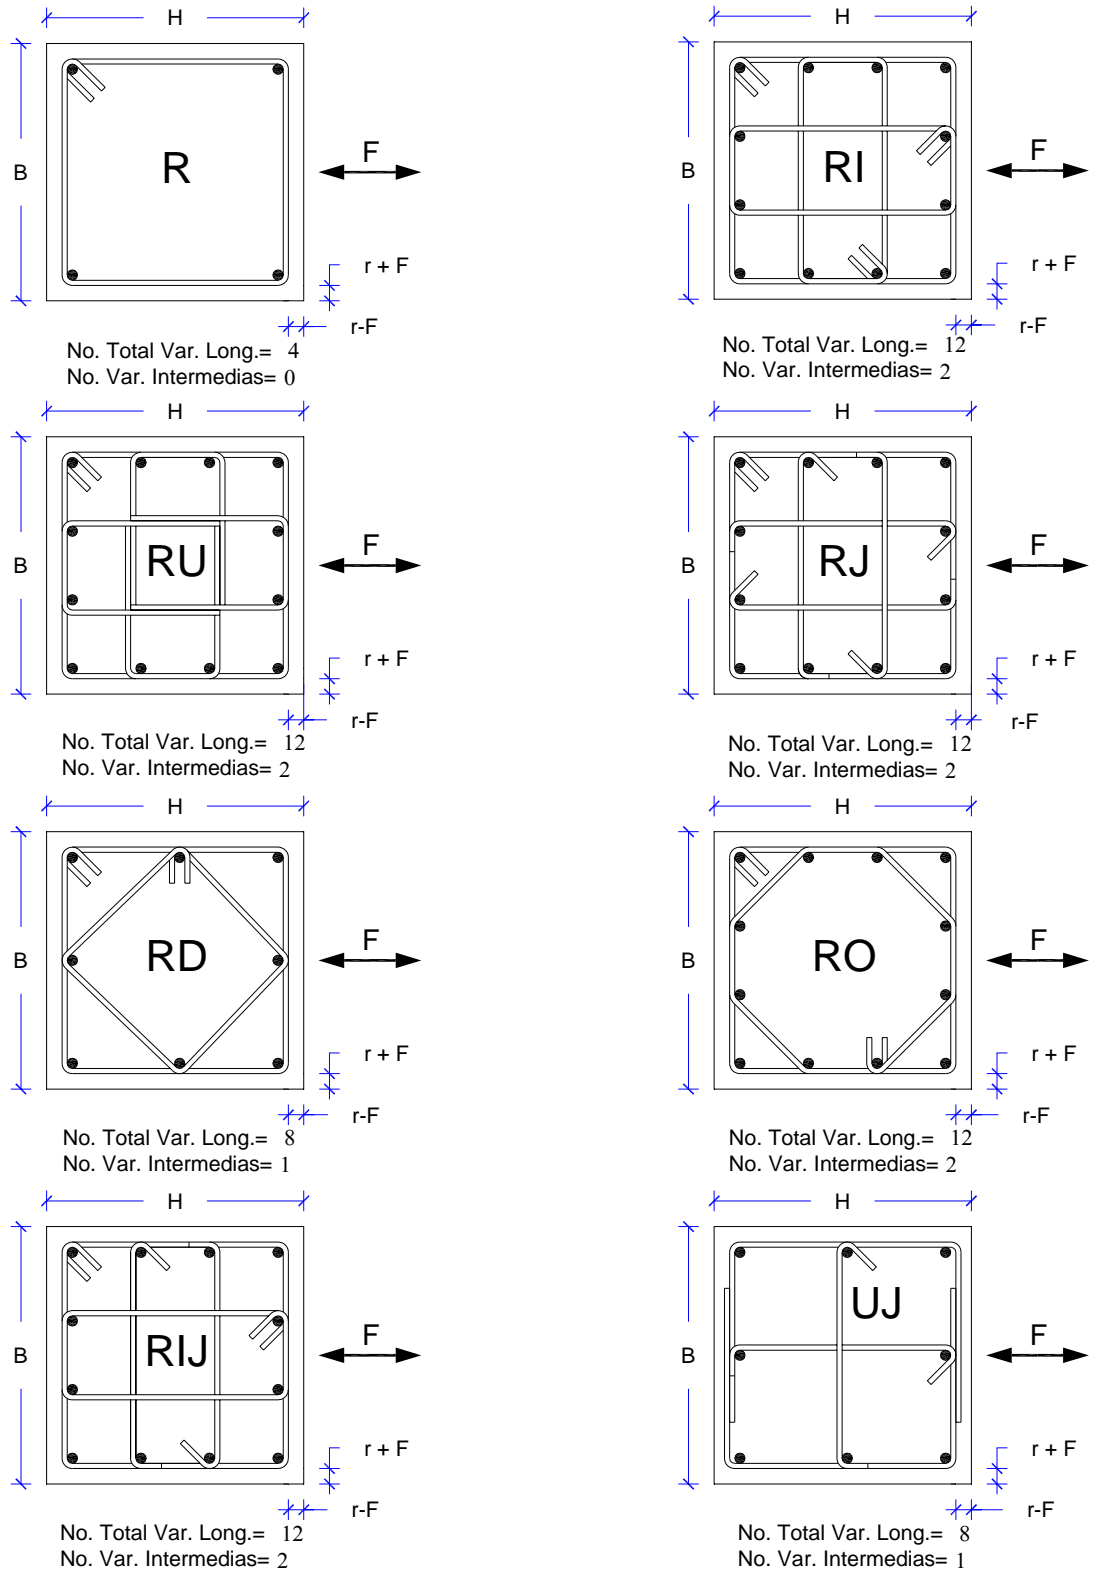 H
B
R
F
r + F
r-F
No. Total Var. Long.= 4
No. Var. Intermedias= 0
H
B
RI
F
r + F
r-F
No. Total Var. Long.= 12
No. Var. Intermedias= 2
H
B
RU
F
r + F
r-F
No. Total Var. Long.= 12
No. Var. Intermedias= 2
H
B
RJ
F
r + F
r-F
No. Total Var. Long.= 12
No. Var. Intermedias= 2
H
B
RD
F
r + F
r-F
No. Total Var. Long.= 8
No. Var. Intermedias= 1
H
B
RO
F
r + F
r-F
No. Total Var. Long.= 12
No. Var. Intermedias= 2
H
B
RIJ
F
r + F
r-F
No. Total Var. Long.= 12
No. Var. Intermedias= 2
H
B
UJ
F
r + F
r-F
No. Total Var. Long.= 8
No. Var. Intermedias= 1